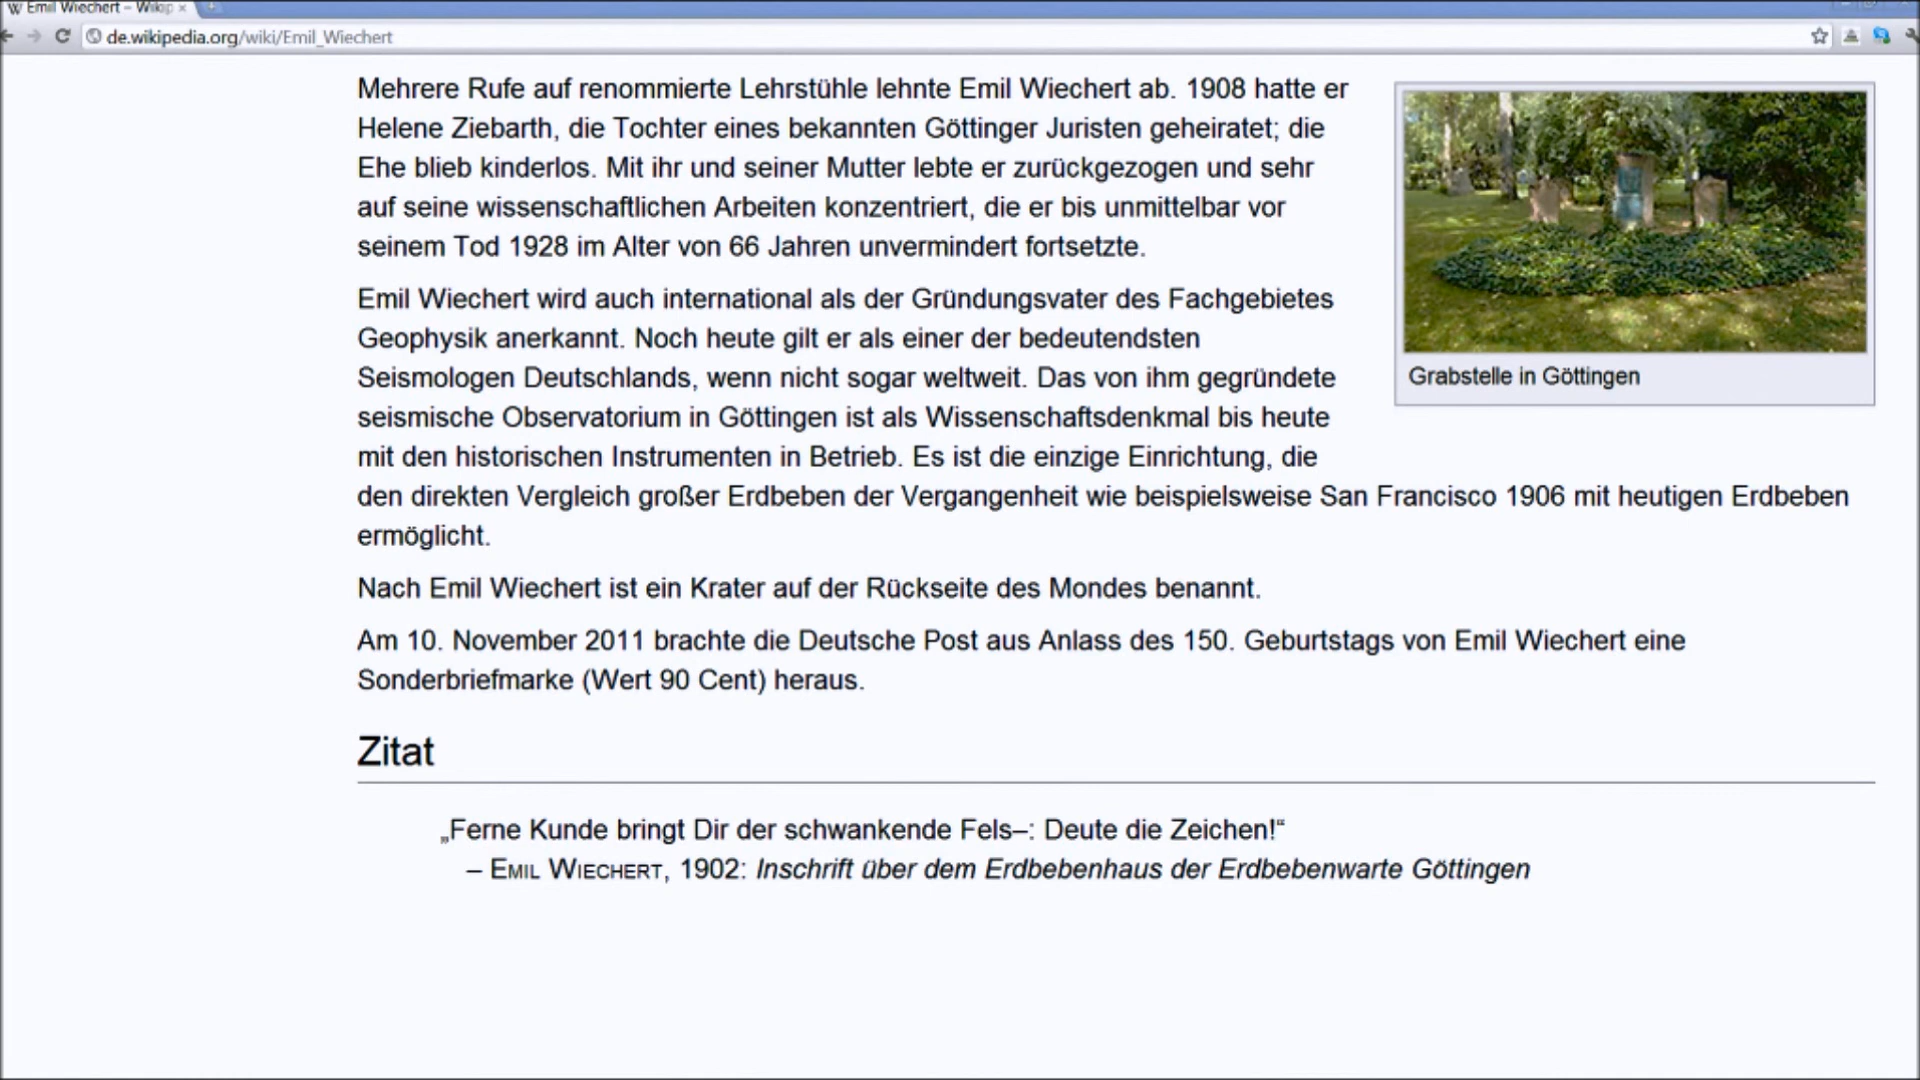 Emil Wiechert – Wikip
de.wikipedia.org/wiki/Emil_Wiechert
Mehrere Rufe auf renommierte Lehrstühle lehnte Emil Wiechert ab. 1908 hatte er
Helene Ziebarth, die Tochter eines bekannten Göttinger Juristen geheiratet; die
Ehe blieb kinderlos. Mit ihr und seiner Mutter lebte er zurückgezogen und sehr
auf seine wissenschaftlichen Arbeiten konzentriert, die er bis unmittelbar vor
seinem Tod 1928 im Alter von 66 Jahren unvermindert fortsetzte.
Emil Wiechert wird auch international als der Gründungsvater des Fachgebietes
Geophysik anerkannt. Noch heute gilt er als einer der bedeutendsten
Seismologen Deutschlands, wenn nicht sogar weltweit. Das von ihm gegründete
seismische Observatorium in Göttingen ist als Wissenschaftsdenkmal bis heute
mit den historischen Instrumenten in Betrieb. Es ist die einzige Einrichtung, die
den direkten Vergleich großer Erdbeben der Vergangenheit wie beispielsweise San Francisco 1906 mit heutigen Erdbeben
ermöglicht.
Grabstelle in Göttingen
Nach Emil Wiechert ist ein Krater auf der Rückseite des Mondes benannt.
Am 10. November 2011 brachte die Deutsche Post aus Anlass des 150. Geburtstags von Emil Wiechert eine
Sonderbriefmarke (Wert 90 Cent) heraus.
Zitat
„Ferne Kunde bringt Dir der schwankende Fels–: Deute die Zeichen!“
– EMIL WIECHERT, 1902: Inschrift über dem Erdbebenhaus der Erdbebenwarte Göttingen